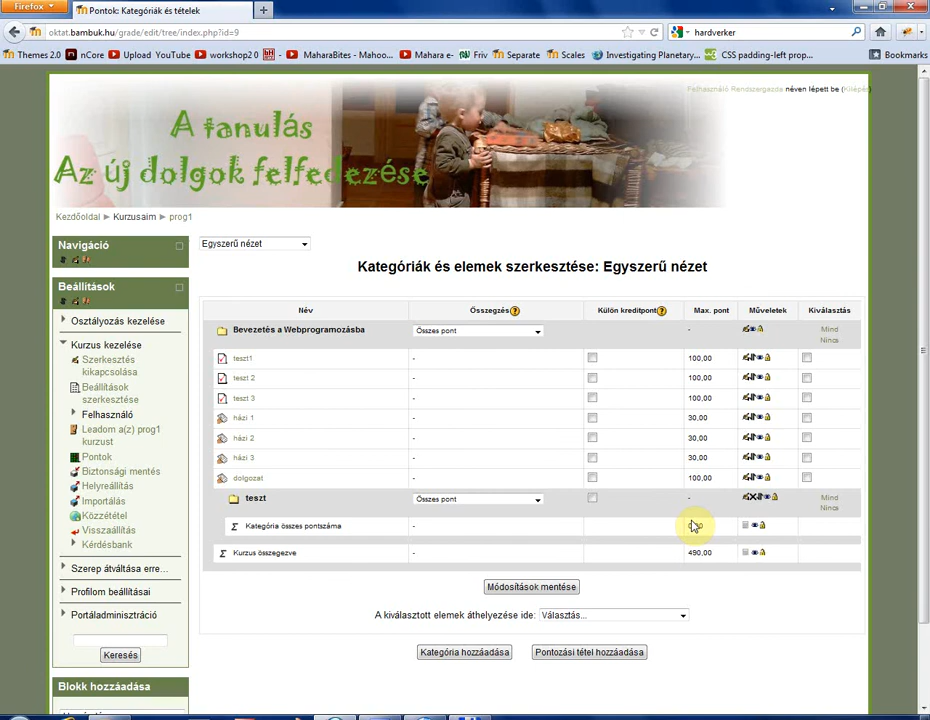 Firefox
Pontok: Kategóriák és tételek
oktat.bambuk.hu/grade/edit/tree/index.php?id=9
hardverker
Themes 2.0
nCore
Upload
YouTube
workshop2.0
MaharaBites - Mahoo...
Mahara e-
Friv
Separate
Scales
Investigating Planetary...
CSS padding-left prop...
Bookmarks
Felhasználó Rendszergazda néven lépett be (Kilépés)
A tanulás
Az új dolgok felfedezése
Kezdőoldal ► Kurzusaim ► prog1
Navigáció
Egyszerű nézet
Kategóriák és elemek szerkesztése: Egyszerű nézet
Beállítások
Osztályozás kezelése
Kurzus kezelése
Szerkesztés
kikapcsolása
Beállítások
szerkesztése
Felhasználó
Leadom a(z) prog1
kurzust
Pontok
Biztonsági mentés
Helyreállítás
Importálás
Közzététel
Visszaállítás
Kérdésbank
Szerep átváltása erre...
Profilom beállításai
Portáladminisztráció
Keresés
Blokk hozzáadása
Név
Összegzés
Külön kreditpont
Max. pont
Műveletek
Kiválasztás
Bevezetés a Webprogramozásba
Összes pont
-
Mind
Nincs
teszt1
-
100,00
teszt 2
-
100,00
teszt 3
-
100,00
házi 1
-
30,00
házi 2
-
30,00
házi 3
-
30,00
dolgozat
-
100,00
teszt
Összes pont
-
Mind
Nincs
Σ Kategória összes pontszáma
-
Σ Kurzus összegezve
-
490,00
Módosítások mentése
A kiválasztott elemek áthelyezése ide: Választás...
Kategória hozzáadása
Pontozási tétel hozzáadása